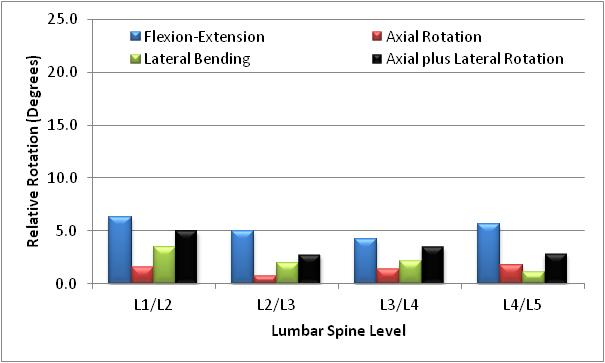 25.0
Flexion-Extension Axial Rotation
Lateral Bending Axial plus Lateral Rotation
20.0
15.0
10.0
5.0
0.0
Relative Rotation (Degrees)
L1/L2 L2/L3 L3/L4 L4/L5
Lumbar Spine Level